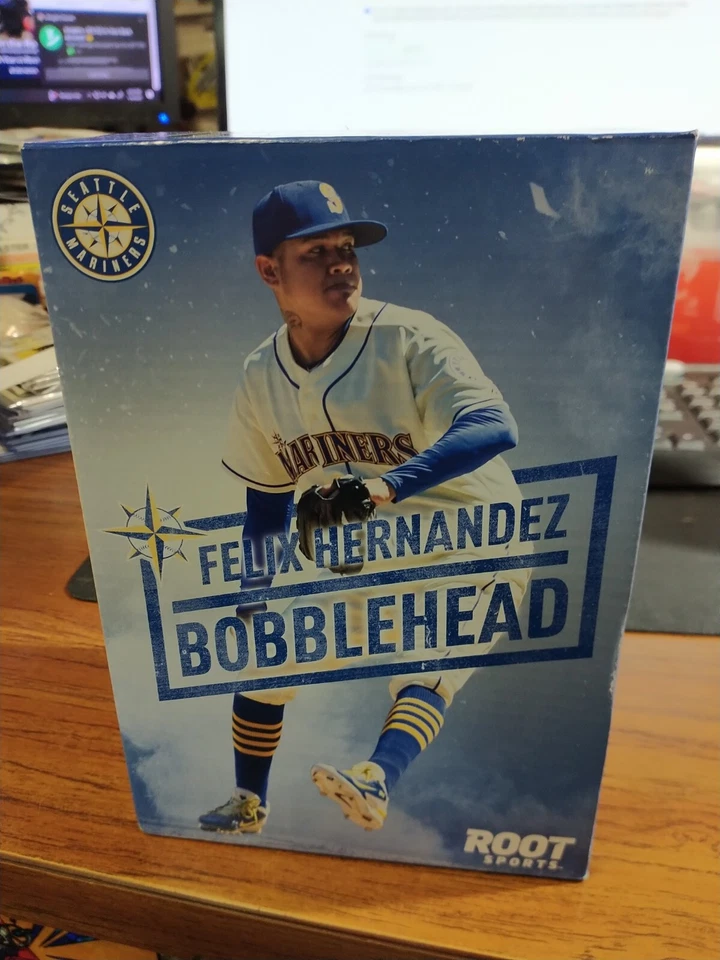 SEATTLE
MARINERS
S
MARINERS
FELIX HERNANDEZ
BOBBLEHEAD
ROOT
SPORTS